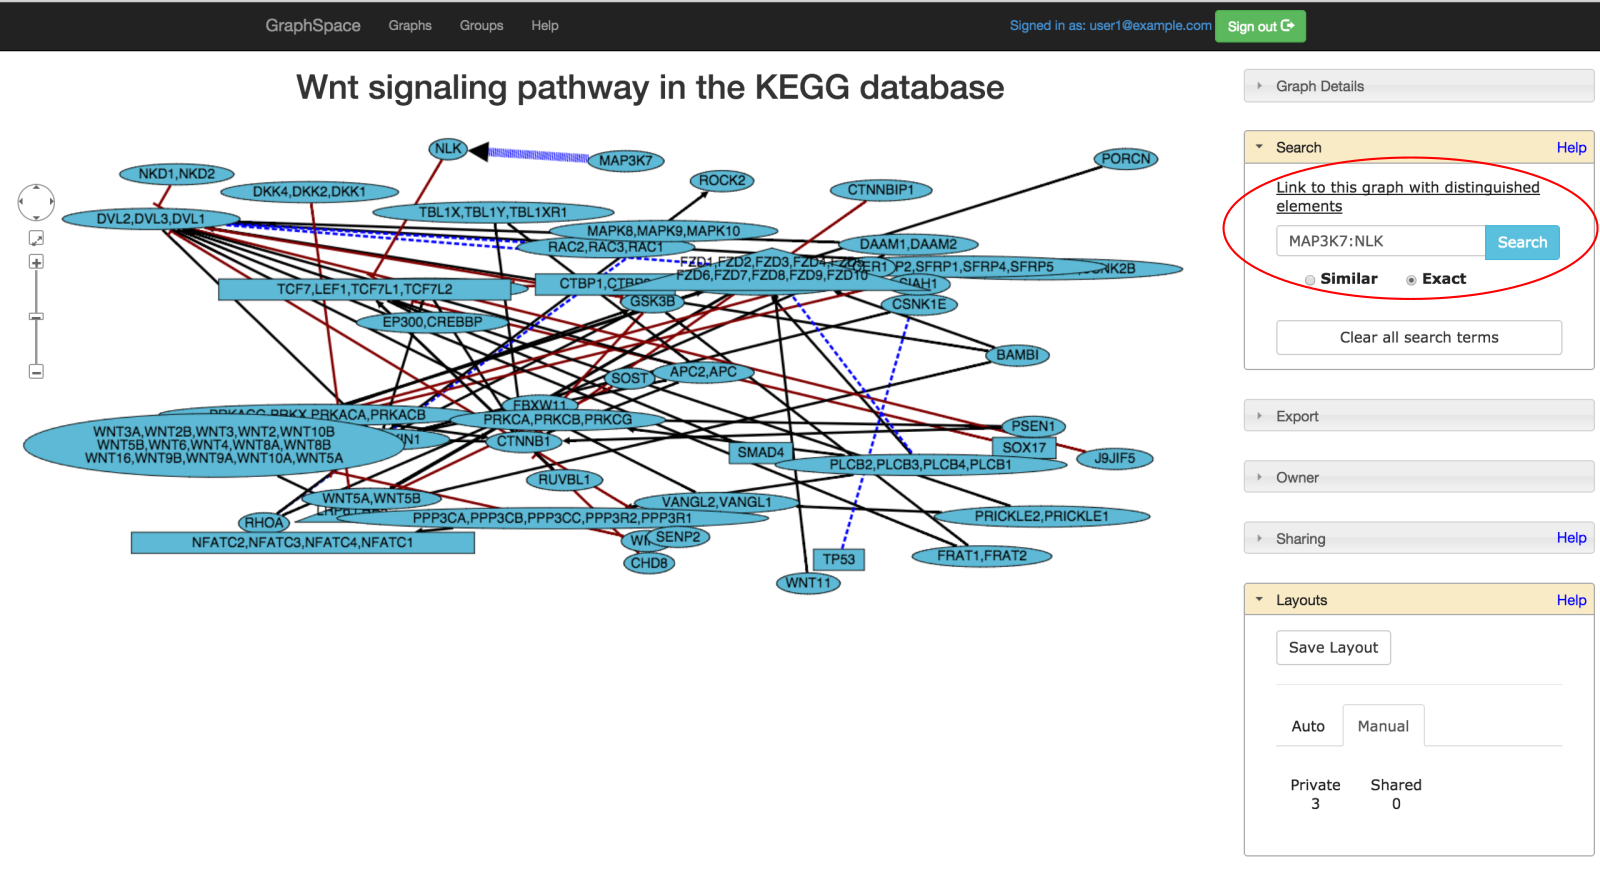 GraphSpace Graphs Groups Help Signed in as: user1@example.com Sign out
Wnt signaling pathway in the KEGG database
NLK
MAP3K7
PORCN
NKD1,NKD2
DKK4,DKK2,DKK1
ROCK2
CTNNBIP1
DVL2,DVL3,DVL1
TBL1X,TBL1Y,TBL1XR1
MAPK8,MAPK9,MAPK10
RAC2,RAC3,RAC1
DAAM1,DAAM2
FZD1,FZD2,FZD3,FZD4,FZD5
FZD6,FZD7,FZD8,FZD9,FZD10
P2,SFRP1,SFRP4,SFRP5
NK2B
TCF7,LEF1,TCF7L1,TCF7L2
CTBP1,CTBP
SIAH1
GSK3B
CSNK1E
EP300,CREBBP
BAMBI
SOST
APC2,APC
FBXW11
PRKACG,PRKX,PRKACA,PRKACB
PRKCA,PRKCB,PRKCG
PSEN1
WNT3A,WNT2B,WNT3,WNT2,WNT10B
WNT5B,WNT6,WNT4,WNT8A,WNT8B
WNT16,WNT9B,WNT9A,WNT10A,WNT5A
CTNNB1
SOX17
SMAD4
J9JIF5
PLCB2,PLCB3,PLCB4,PLCB1
RUVBL1
WNT5A,WNT5B
VANGL2,VANGL1
RHOA
PPP3CA,PPP3CB,PPP3CC,PPP3R2,PPP3R1
PRICKLE2,PRICKLE1
NFATC2,NFATC3,NFATC4,NFATC1
SENP2
CHD8
TP53
FRAT1,FRAT2
WNT11
Graph Details
Search Help
Link to this graph with distinguished
elements
MAP3K7:NLK Search
Similar Exact
Clear all search terms
Export
Owner
Sharing Help
Layouts Help
Save Layout
Auto Manual
Private Shared
3 0